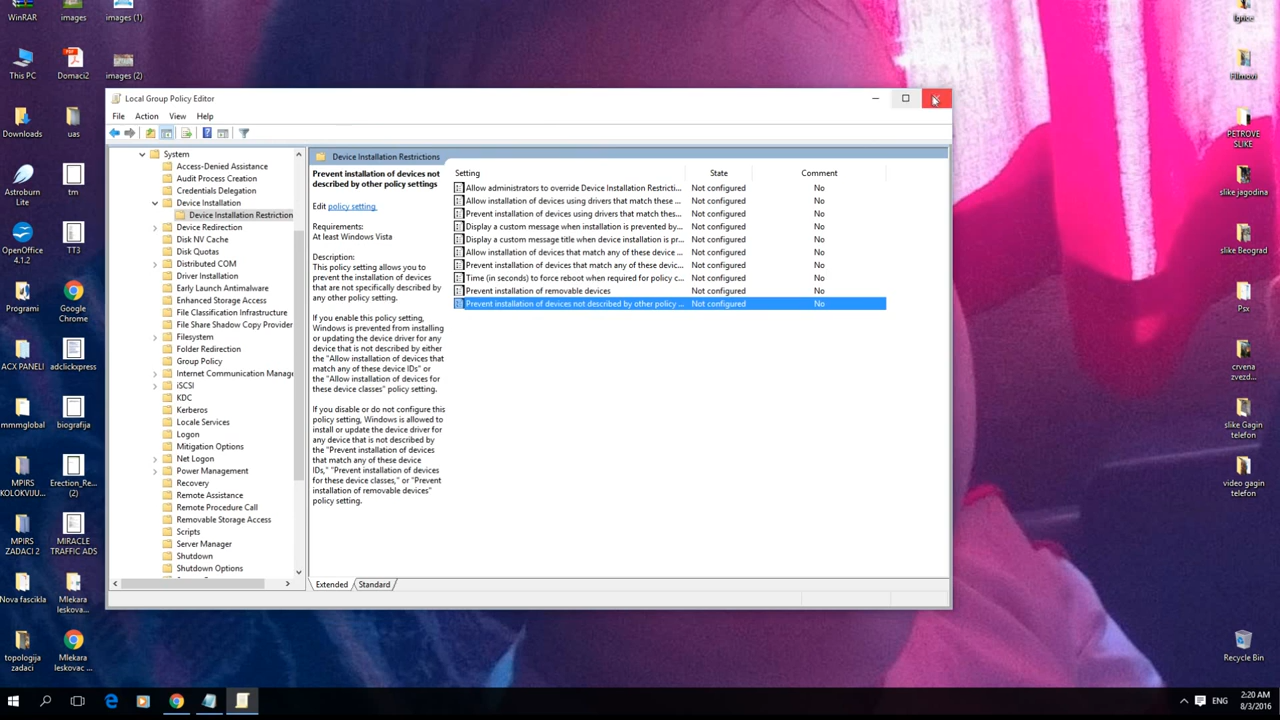 WinRAR
images
images (1)
This PC
Domaci2
images (2)
Downloads
uas
Astroburn
Lite
tm
OpenOffice
4.1.2
TT3
Programi
Google
Chrome
ACX PANELI
adclickxpress
mnmglobal
biografija
MPIRS
KOLOKVIJU...
Erection_Re...
(2)
MPIRS
ZADACI 2
MIRACLE
TRAFFIC ADS
Nova fascikla
Mlekara
leskova...
topologija
zadaci
Mlekara
leskovac ...
Local Group Policy Editor
File Action View Help
System
Access-Denied Assistance
Audit Process Creation
Credentials Delegation
Device Installation
Device Installation Restriction
Device Redirection
Disk NV Cache
Disk Quotas
Distributed COM
Driver Installation
Early Launch Antimalware
Enhanced Storage Access
File Classification Infrastructure
File Share Shadow Copy Provider
Filesystem
Folder Redirection
Group Policy
Internet Communication Manage
iSCSI
KDC
Kerberos
Locale Services
Logon
Mitigation Options
Net Logon
Power Management
Recovery
Remote Assistance
Remote Procedure Call
Removable Storage Access
Scripts
Server Manager
Shutdown
Shutdown Options
Device Installation Restrictions
Prevent installation of devices not
described by other policy settings
Edit policy setting
Requirements:
At least Windows Vista
Description:
This policy setting allows you to
prevent the installation of devices
that are not specifically described by
any other policy setting.
If you enable this policy setting,
Windows is prevented from installing
or updating the device driver for any
device that is not described by either
the "Allow installation of devices that
match any of these device IDs" or
the "Allow installation of devices for
these device classes" policy setting.
If you disable or do not configure this
policy setting, Windows is allowed to
install or update the device driver for
any device that is not described by
the "Prevent installation of devices
that match any of these device
IDs," "Prevent installation of devices
for these device classes," or "Prevent
installation of removable devices"
policy setting.
Setting State Comment
Allow administrators to override Device Installation Restricti... Not configured No
Allow installation of devices using drivers that match these ... Not configured No
Prevent installation of devices using drivers that match thes... Not configured No
Display a custom message when installation is prevented by... Not configured No
Display a custom message title when device installation is pr... Not configured No
Allow installation of devices that match any of these device ... Not configured No
Prevent installation of devices that match any of these devic... Not configured No
Time (in seconds) to force reboot when required for policy c... Not configured No
Prevent installation of removable devices Not configured No
Prevent installation of devices not described by other policy ... Not configured No
Extended Standard
Igrice
Filmovi
PETROVE
SLIKE
slike jagodina
slike Beograd
Psx
crvena
zvezd...
slike Gagin
telefon
video gagin
telefon
Recycle Bin
ENG
2:20 AM
8/3/2016